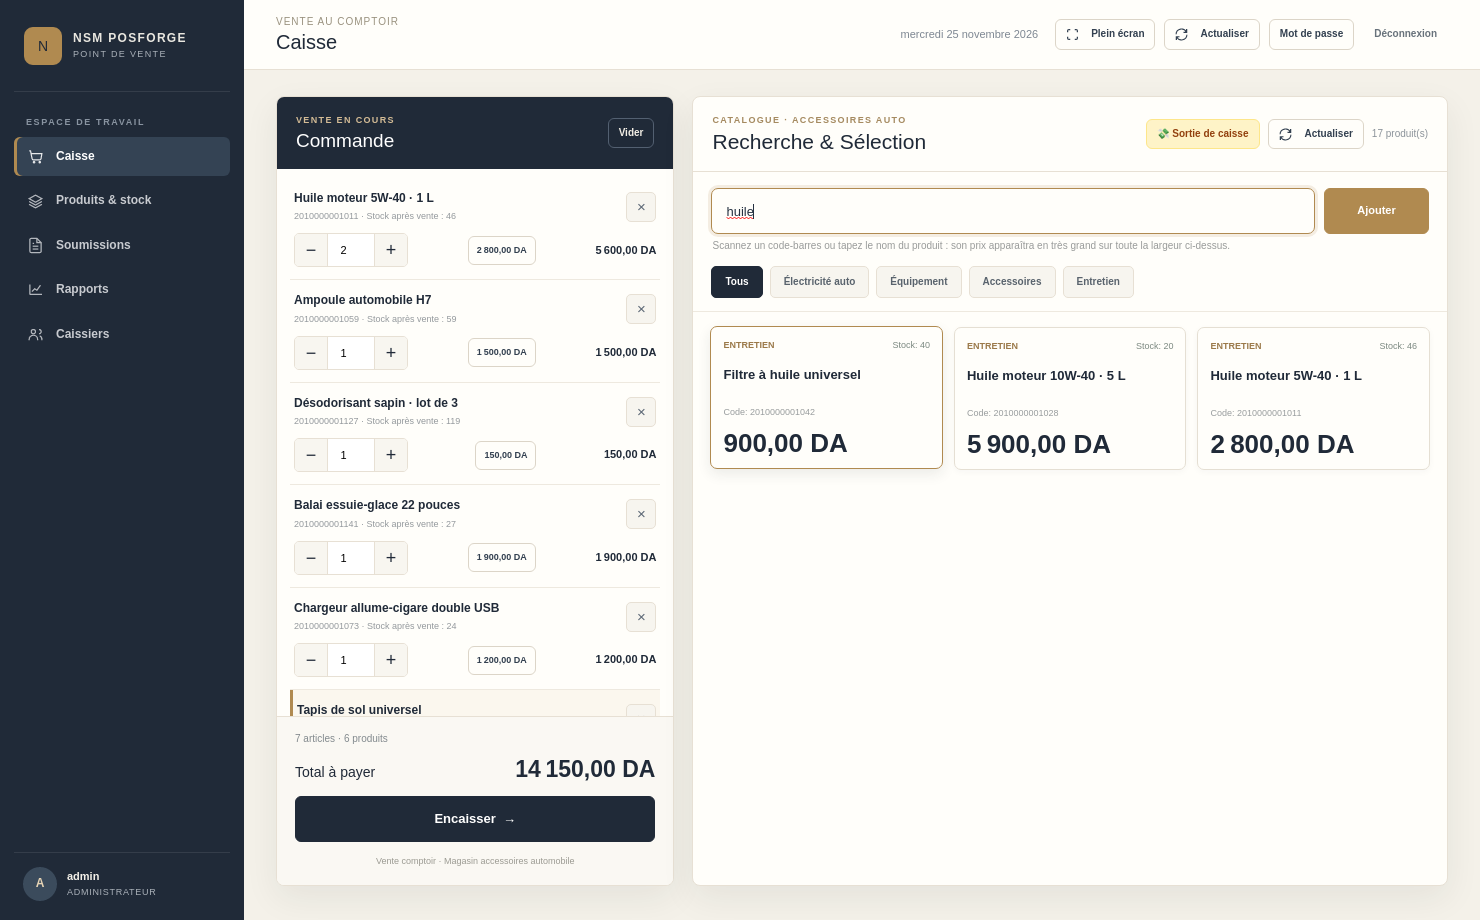 N
NSM POSFORGE
POINT DE VENTE
ESPACE DE TRAVAIL
Caisse
Produits & stock
Soumissions
Rapports
Caissiers
A
admin
ADMINISTRATEUR
VENTE AU COMPTOIR
Caisse
mercredi 25 novembre 2026
Plein écran
Actualiser
Mot de passe
Déconnexion
VENTE EN COURS
Commande
Vider
Huile moteur 5W-40 · 1 L
2010000001011 · Stock après vente : 46
×
− 2 +
2 800,00 DA
5 600,00 DA
Ampoule automobile H7
2010000001059 · Stock après vente : 59
×
− 1 +
1 500,00 DA
1 500,00 DA
Désodorisant sapin · lot de 3
2010000001127 · Stock après vente : 119
×
− 1 +
150,00 DA
150,00 DA
Balai essuie-glace 22 pouces
2010000001141 · Stock après vente : 27
×
− 1 +
1 900,00 DA
1 900,00 DA
Chargeur allume-cigare double USB
2010000001073 · Stock après vente : 24
×
− 1 +
1 200,00 DA
1 200,00 DA
Tapis de sol universel
7 articles · 6 produits
Total à payer
14 150,00 DA
Encaisser →
Vente comptoir · Magasin accessoires automobile
CATALOGUE · ACCESSOIRES AUTO
Recherche & Sélection
💸 Sortie de caisse
Actualiser
17 produit(s)
huile
Ajouter
Scannez un code-barres ou tapez le nom du produit : son prix apparaîtra en très grand sur toute la largeur ci-dessus.
Tous
Électricité auto
Équipement
Accessoires
Entretien
ENTRETIEN
Stock: 40
Filtre à huile universel
Code: 2010000001042
900,00 DA
ENTRETIEN
Stock: 20
Huile moteur 10W-40 · 5 L
Code: 2010000001028
5 900,00 DA
ENTRETIEN
Stock: 46
Huile moteur 5W-40 · 1 L
Code: 2010000001011
2 800,00 DA